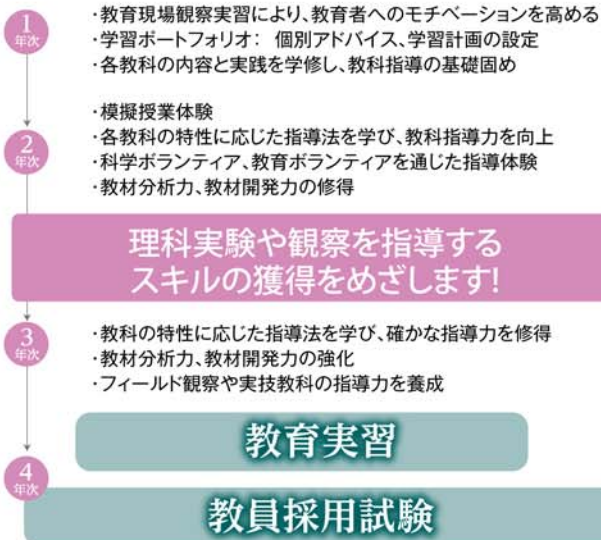 1
年次
・教育現場観察実習により、教育者へのモチベーションを高める
・学習ポートフォリオ： 個別アドバイス、学習計画の設定
・各教科の内容と実践を学修し、教科指導の基礎固め
2
年次
・模擬授業体験
・各教科の特性に応じた指導法を学び、教科指導力を向上
・科学ボランティア、教育ボランティアを通じた指導体験
・教材分析力、教材開発力の修得
理科実験や観察を指導する
スキルの獲得をめざします!
3
年次
・教科の特性に応じた指導法を学び、確かな指導力を修得
・教材分析力、教材開発力の強化
・フィールド観察や実技教科の指導力を養成
教育実習
4
年次
教員採用試験